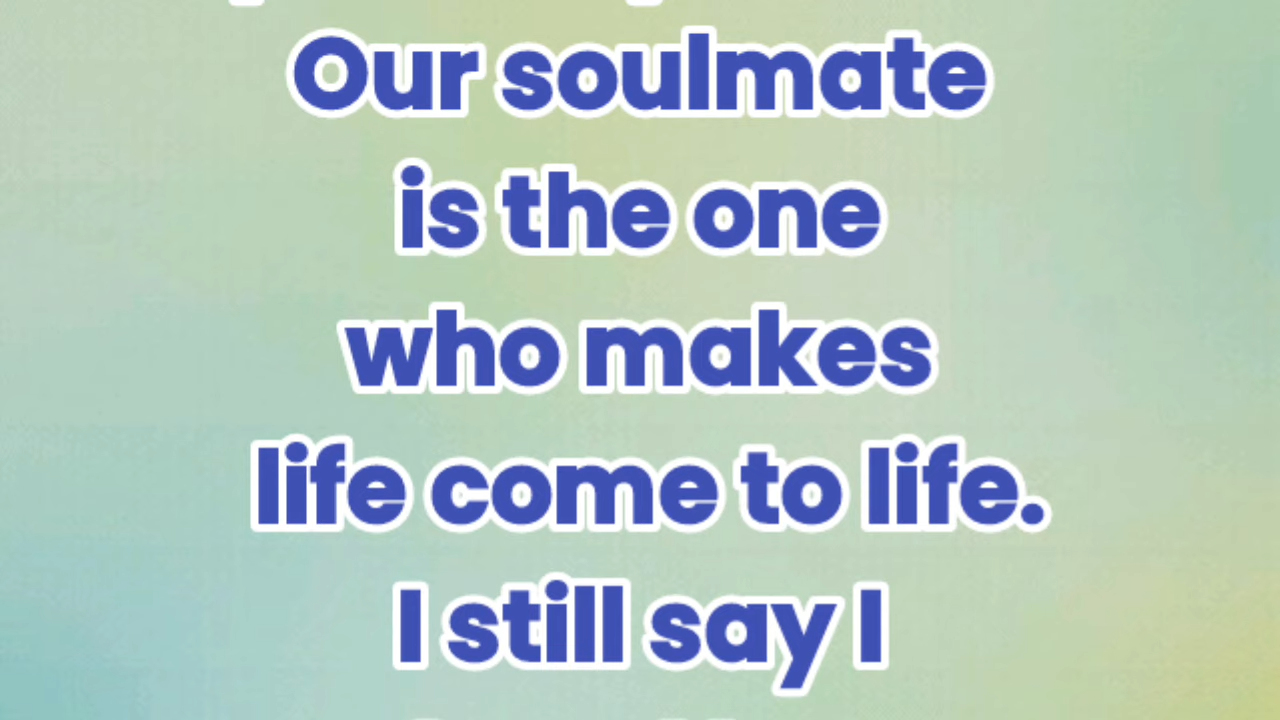 Our soulmate
is the one
who makes
life come to life.
I still say I